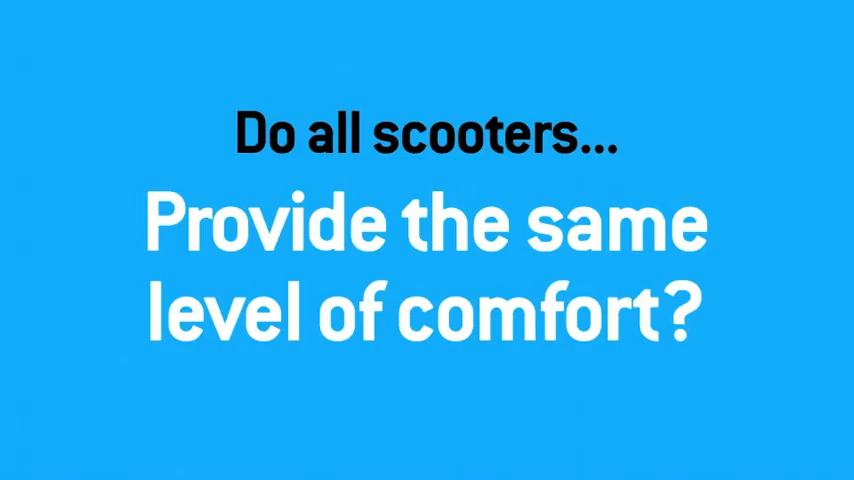 Do all scooters...
Provide the same
level of comfort?